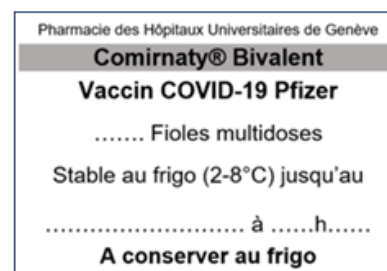 Pharmacie des Hôpitaux Universitaires de Genève
Comirnaty® Bivalent
Vaccin COVID-19 Pfizer
....... Fioles multidoses
Stable au frigo (2-8°C) jusqu'au
........................... à ......h......
A conserver au frigo